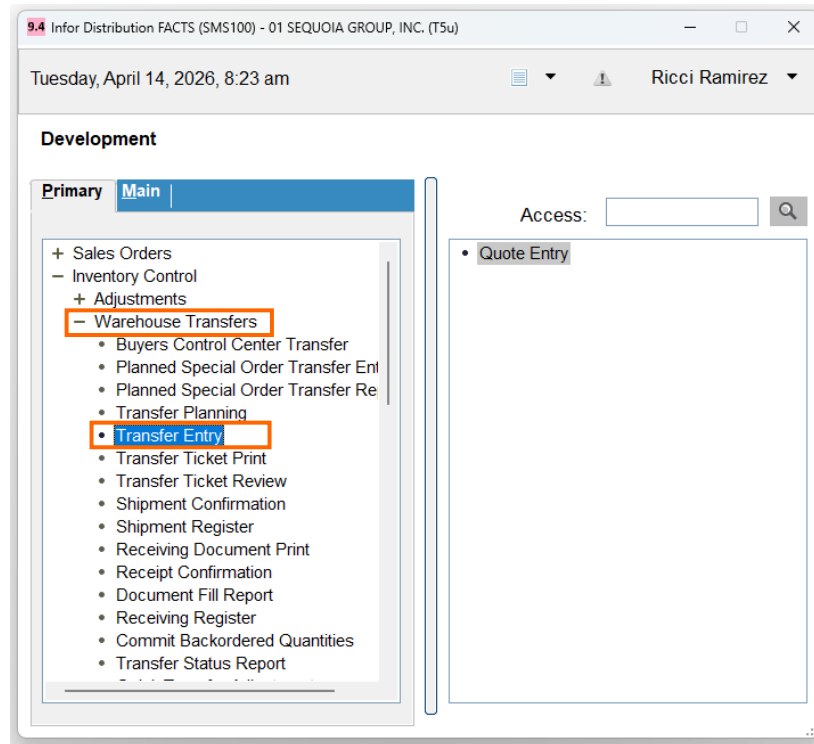 9.4 Infor Distribution FACTS (SMS100) - 01 SEQUOIA GROUP, INC. (T5u)
Tuesday, April 14, 2026, 8:23 am
Ricci Ramirez
Development
Primary Main
Access:
+ Sales Orders
− Inventory Control
+ Adjustments
− Warehouse Transfers
• Buyers Control Center Transfer
• Planned Special Order Transfer Ent
• Planned Special Order Transfer Re
• Transfer Planning
• Transfer Entry
• Transfer Ticket Print
• Transfer Ticket Review
• Shipment Confirmation
• Shipment Register
• Receiving Document Print
• Receipt Confirmation
• Document Fill Report
• Receiving Register
• Commit Backordered Quantities
• Transfer Status Report
• Quote Entry